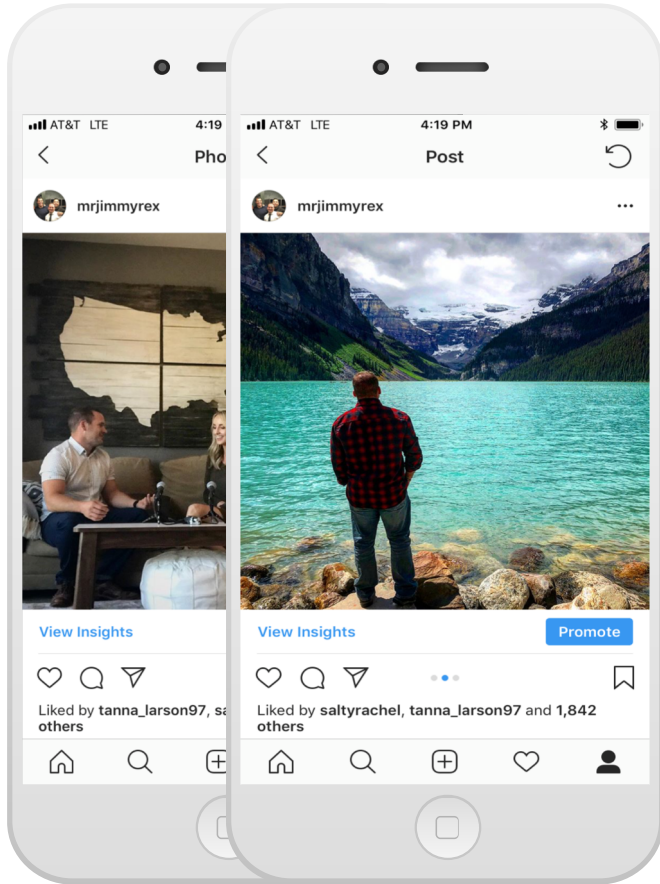 AT&T LTE 4:19
Pho
mrjimmyrex
View Insights
Liked by tanna_larson97, sa
others
AT&T LTE 4:19 PM
Post
mrjimmyrex
View Insights Promote
Liked by saltyrachel, tanna_larson97 and 1,842
others